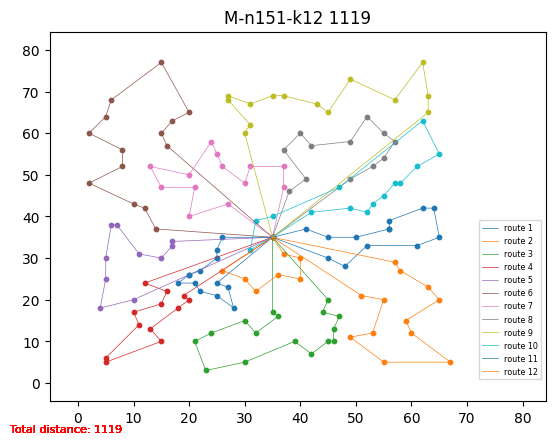 M-n151-k12 1119
80
70
60
50
40
30
20
10
0
0 10 20 30 40 50 60 70 80
route 1
route 2
route 3
route 4
route 5
route 6
route 7
route 8
route 9
route 10
route 11
route 12
Total distance: 1119